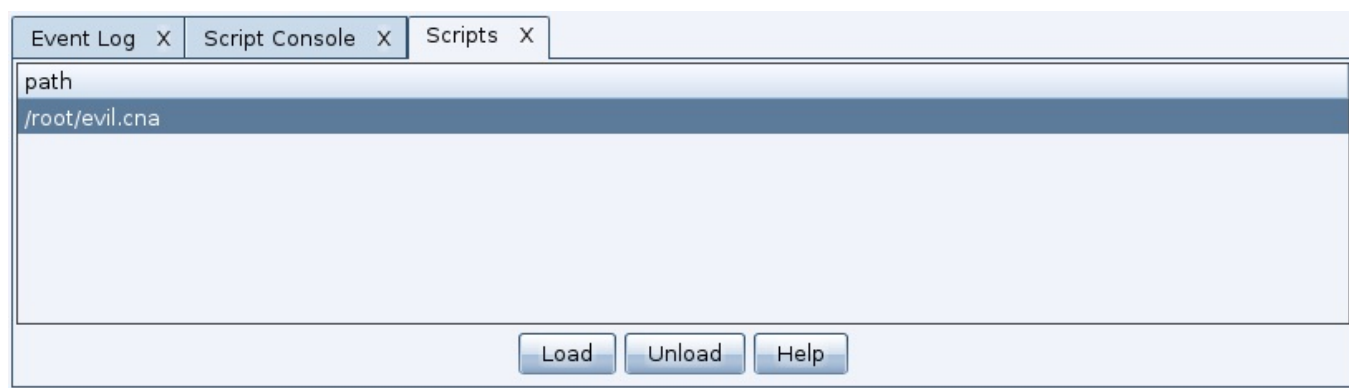 Event Log X Script Console X Scripts X
path
/root/evil.cna
Load Unload Help